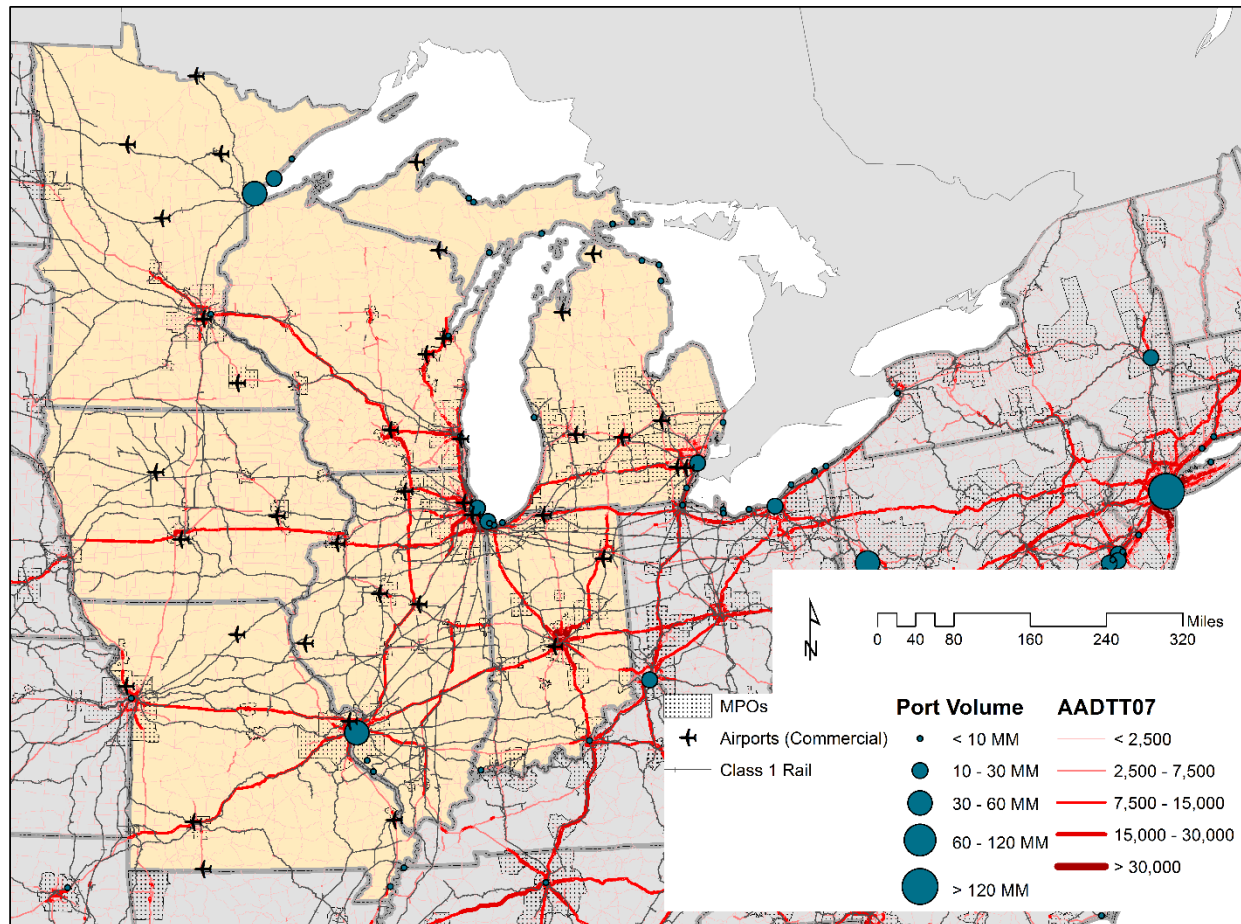 N
0 20 40 80 160 240 320 Miles
MPOs
Airports (Commercial)
Class 1 Rail
Port Volume
< 10 MM
10 - 30 MM
30 - 60 MM
60 - 120 MM
> 120 MM
AADTT07
< 2,500
2,500 - 7,500
7,500 - 15,000
15,000 - 30,000
> 30,000